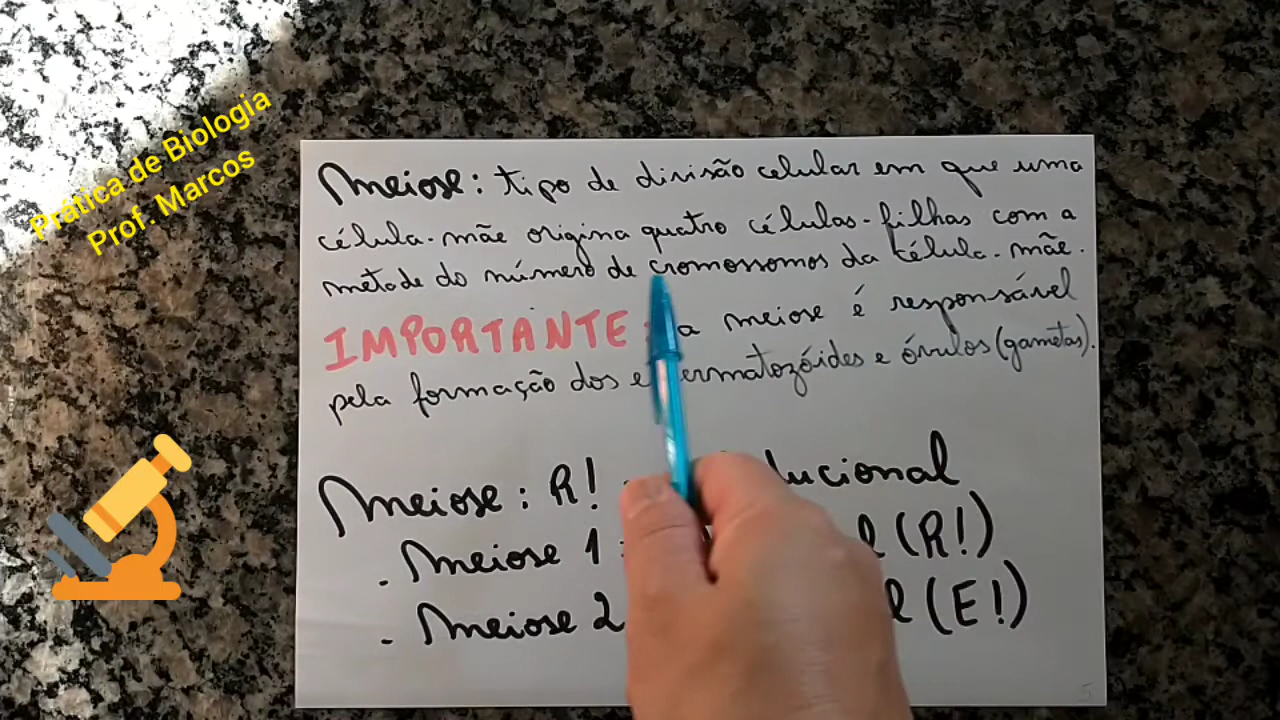 Prática de Biologia
Prof. Marcos
Meiose: tipo de divisão celular em que uma
célula-mãe origina quatro células-filhas com a
metade do número de cromossomos da célula-mãe.
IMPORTANTE: a meiose é responsável
pela formação dos e ermatozóides e óvulos (gametas).
Meiose: R! ducional
. Meiose 1 : l (R!)
- Meiose 2 l (E!)
5